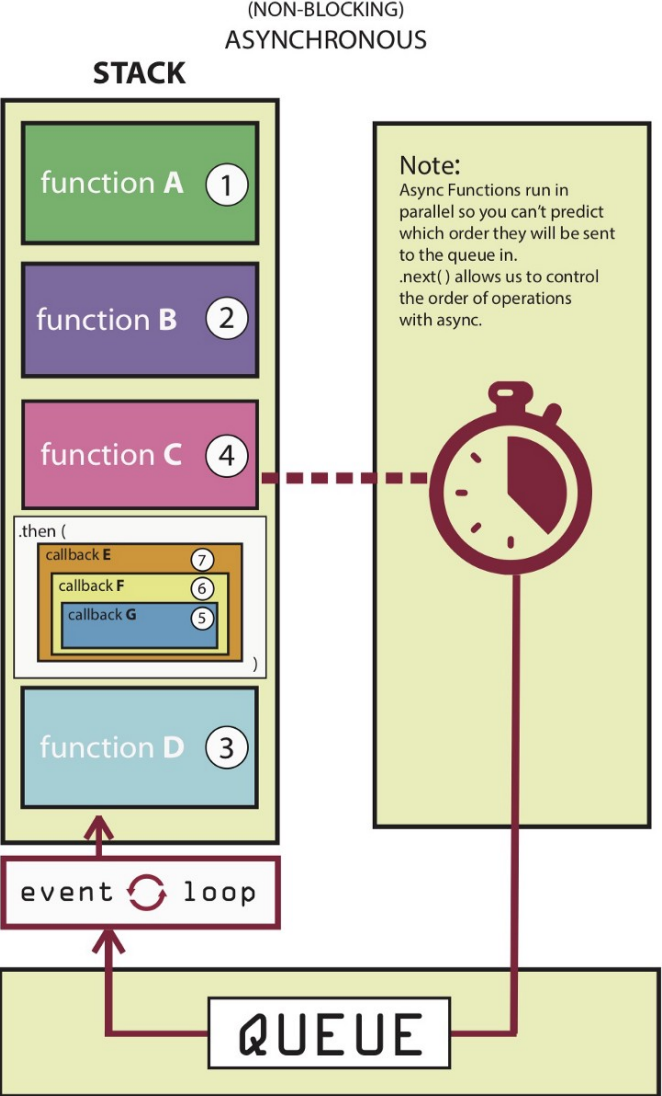 (NON-BLOCKING)
ASYNCHRONOUS
STACK
function A 1
function B 2
function C 4
.then (
callback E 7
callback F 6
callback G 5
)
function D 3
Note:
Async Functions run in
parallel so you can't predict
which order they will be sent
to the queue in.
.next( ) allows us to control
the order of operations
with async.
event loop
QUEUE